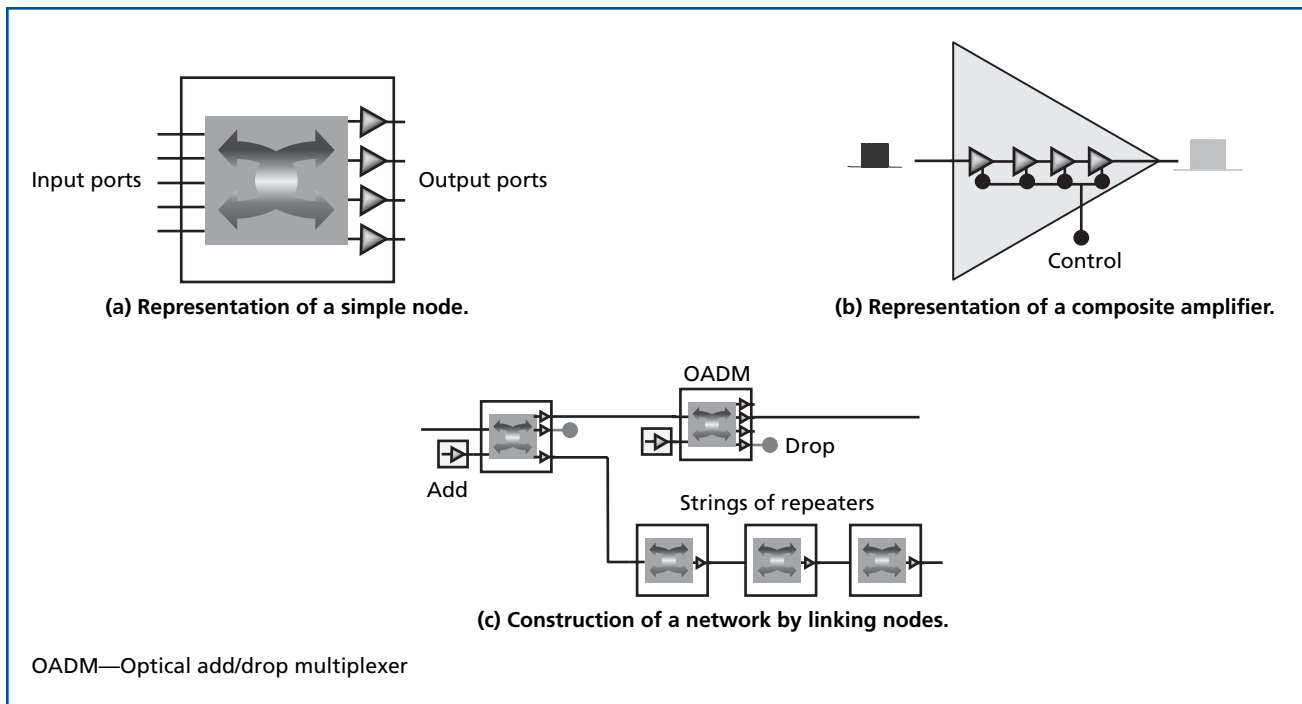 Input ports
Output ports
(a) Representation of a simple node.
Control
(b) Representation of a composite amplifier.
OADM
Add
Drop
Strings of repeaters
(c) Construction of a network by linking nodes.
OADM—Optical add/drop multiplexer